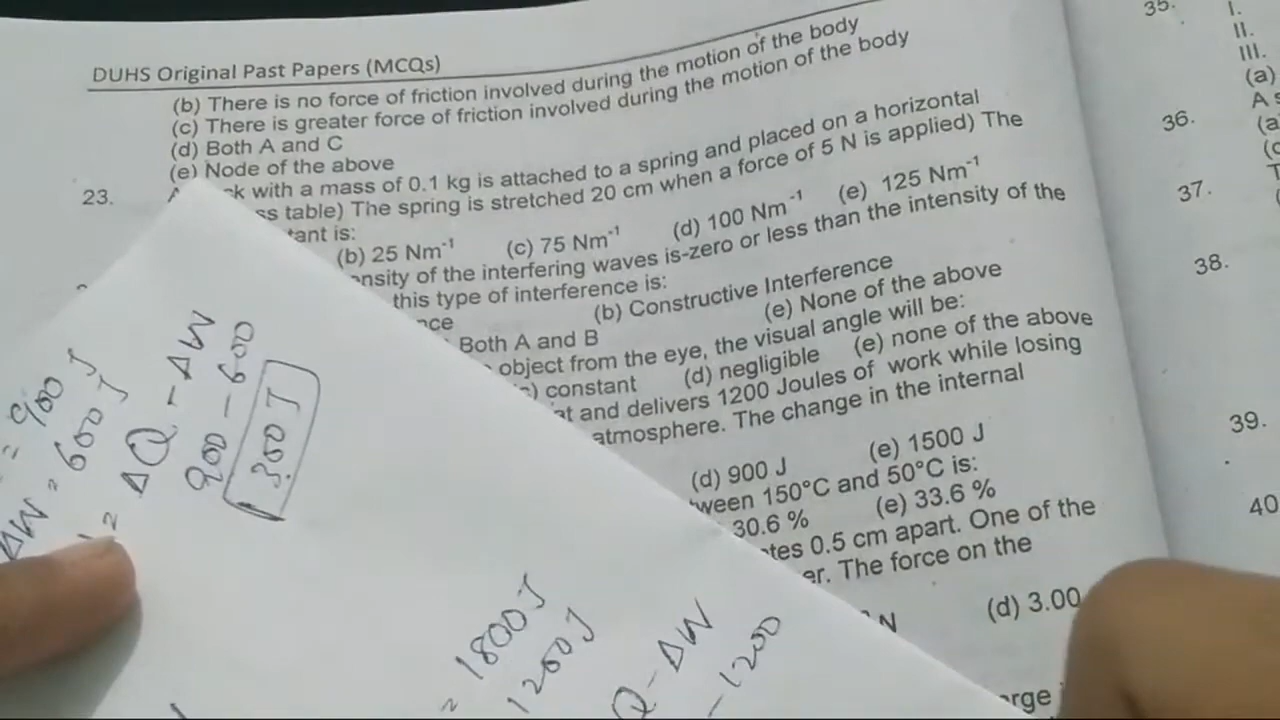 DUHS Original Past Papers (MCQs)
(b) There is no force of friction involved during the motion of the body
(c) There is greater force of friction involved during the motion of the body
(d) Both A and C
(e) Node of the above
23.
k with a mass of 0.1 kg is attached to a spring and placed on a horizontal
ss table) The spring is stretched 20 cm when a force of 5 N is applied) The
tant is:
(b) 25 Nm⁻¹ (c) 75 Nm⁻¹ (d) 100 Nm⁻¹ (e) 125 Nm⁻¹
nsity of the interfering waves is-zero or less than the intensity of the
this type of interference is:
nce (b) Constructive Interference
Both A and B (e) None of the above
object from the eye, the visual angle will be:
) constant (d) negligible (e) none of the above
at and delivers 1200 Joules of work while losing
atmosphere. The change in the internal
(d) 900 J (e) 1500 J
ween 150°C and 50°C is:
30.6 % (e) 33.6 %
tes 0.5 cm apart. One of the
er. The force on the
N (d) 3.00
arge
35. I.
II.
III.
(a)
36. A s
(a
(c
37.
38.
39.
40
= 900 J
ΔW = 600 J
= ΔQ - ΔW
900 - 600
300 J
= 1800 J
1200 J
Q - ΔW
- 1200